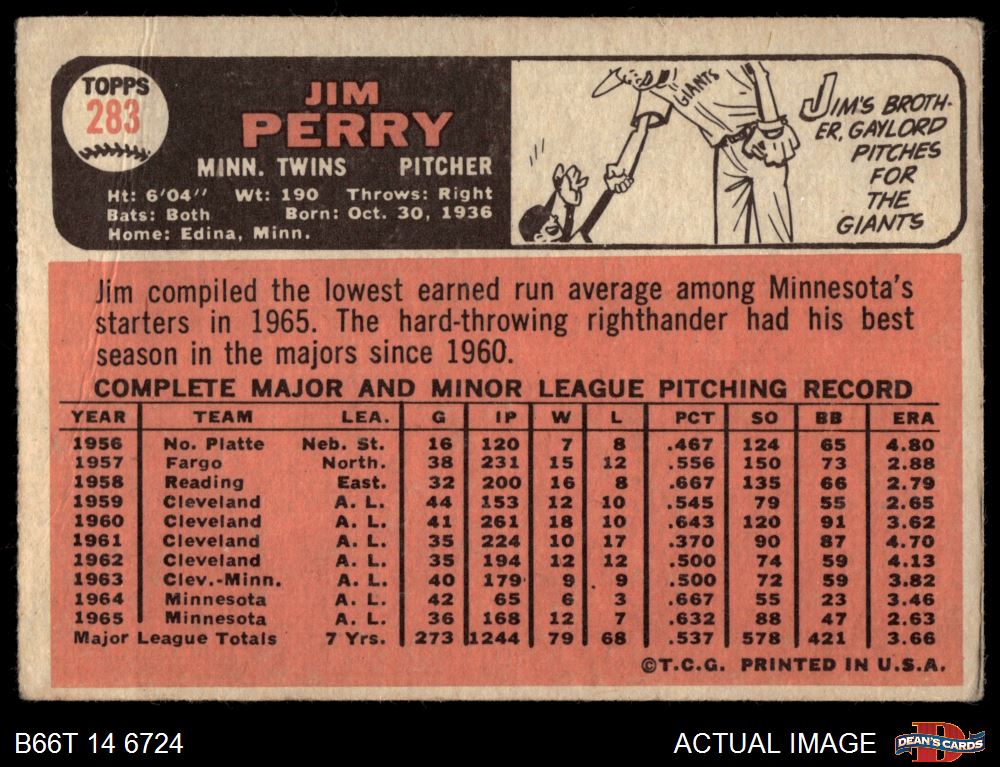 TOPPS
283
JIM
PERRY
MINN. TWINS PITCHER
Ht: 6'04'' Wt: 190 Throws: Right
Bats: Both Born: Oct. 30, 1936
Home: Edina, Minn.
GIANTS
JIM'S BROTH-
ER, GAYLORD
PITCHES
FOR
THE
GIANTS
Jim compiled the lowest earned run average among Minnesota's
starters in 1965. The hard-throwing righthander had his best
season in the majors since 1960.
COMPLETE MAJOR AND MINOR LEAGUE PITCHING RECORD
YEAR TEAM LEA. G IP W L PCT SO BB ERA
1956 No. Platte Neb. St. 16 120 7 8 .467 124 65 4.80
1957 Fargo North. 38 231 15 12 .556 150 73 2.88
1958 Reading East. 32 200 16 8 .667 135 66 2.79
1959 Cleveland A. L. 44 153 12 10 .545 79 55 2.65
1960 Cleveland A. L. 41 261 18 10 .643 120 91 3.62
1961 Cleveland A. L. 35 224 10 17 .370 90 87 4.70
1962 Cleveland A. L. 35 194 12 12 .500 74 59 4.13
1963 Clev.-Minn. A. L. 40 179 9 9 .500 72 59 3.82
1964 Minnesota A. L. 42 65 6 3 .667 55 23 3.46
1965 Minnesota A. L. 36 168 12 7 .632 88 47 2.63
Major League Totals 7 Yrs. 273 1244 79 68 .537 578 421 3.66
©T.C.G. PRINTED IN U.S.A.
B66T 14 6724
ACTUAL IMAGE
D
DEAN'S CARDS